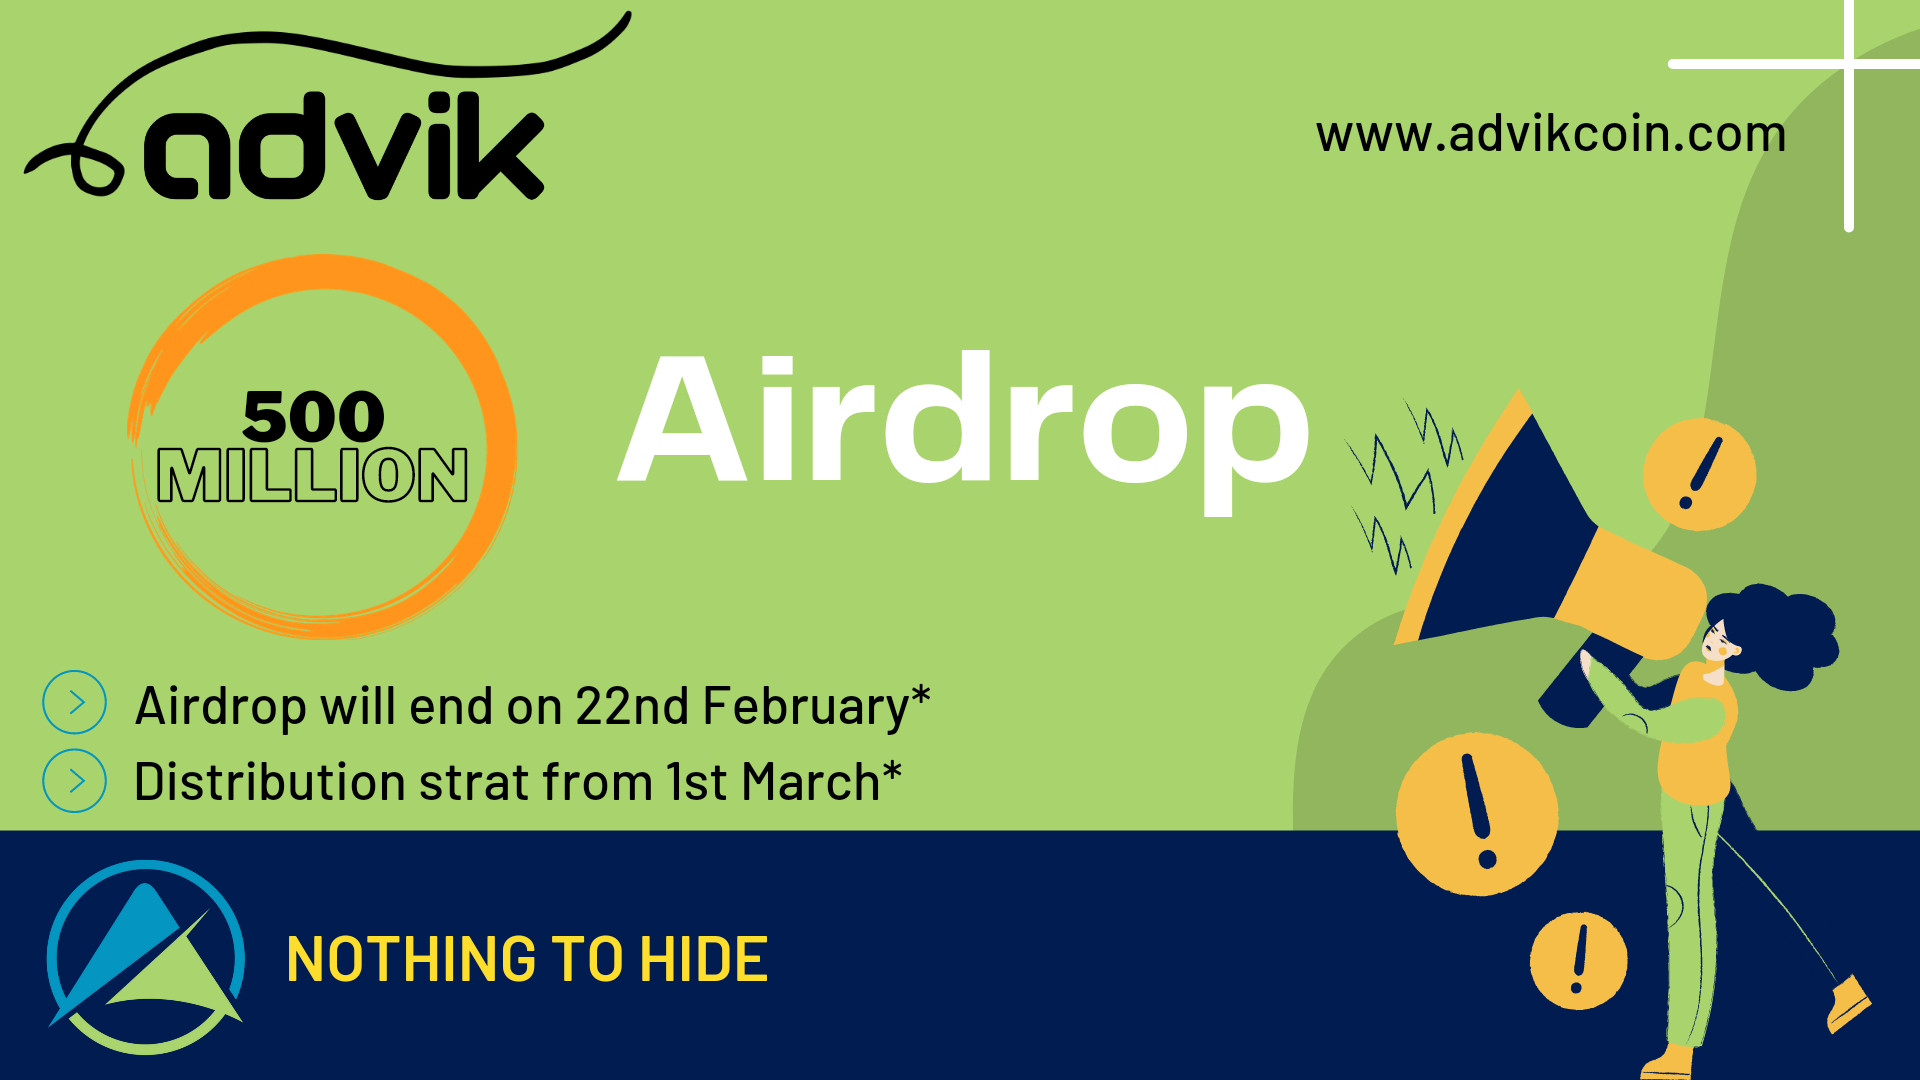 advik
www.advikcoin.com
500
MILLION
Airdrop
Airdrop will end on 22nd February*
Distribution strat from 1st March*
NOTHING TO HIDE